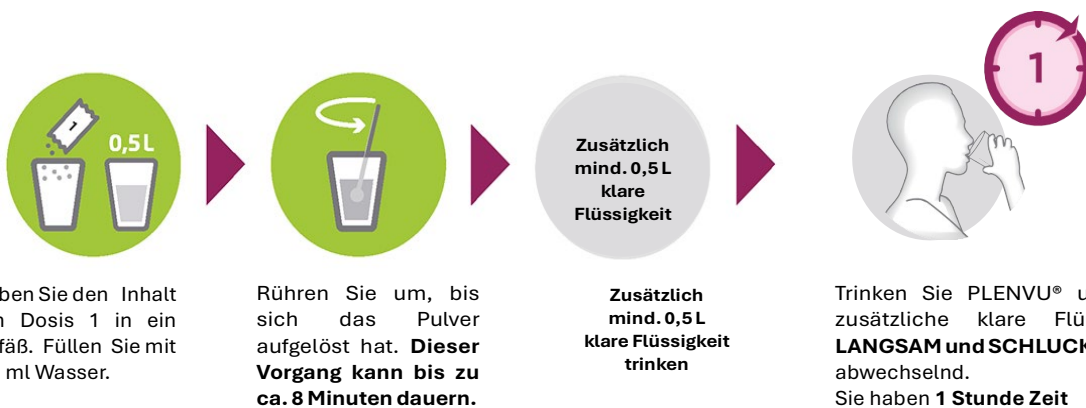 1
1
0,5 L
Zusätzlich
mind. 0,5 L
klare
Flüssigkeit
ben Sie den Inhalt
n Dosis 1 in ein
fäß. Füllen Sie mit
ml Wasser.
Rühren Sie um, bis
sich das Pulver
aufgelöst hat. Dieser
Vorgang kann bis zu
ca. 8 Minuten dauern.
Zusätzlich
mind. 0,5 L
klare Flüssigkeit
trinken
Trinken Sie PLENVU® u
zusätzliche klare Flü
LANGSAM und SCHLUCK
abwechselnd.
Sie haben 1 Stunde Zeit